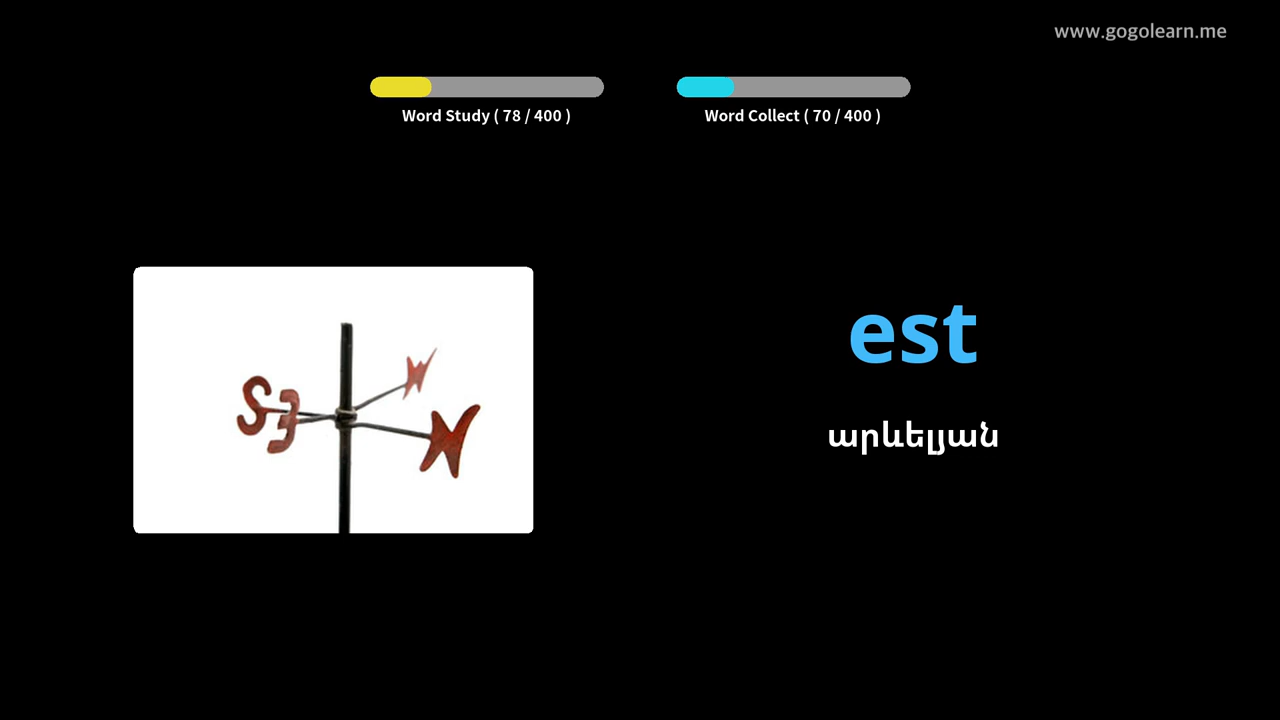 www.gogolearn.me
Word Study ( 78 / 400 )
Word Collect ( 70 / 400 )
est
արևելյան
S
E
N